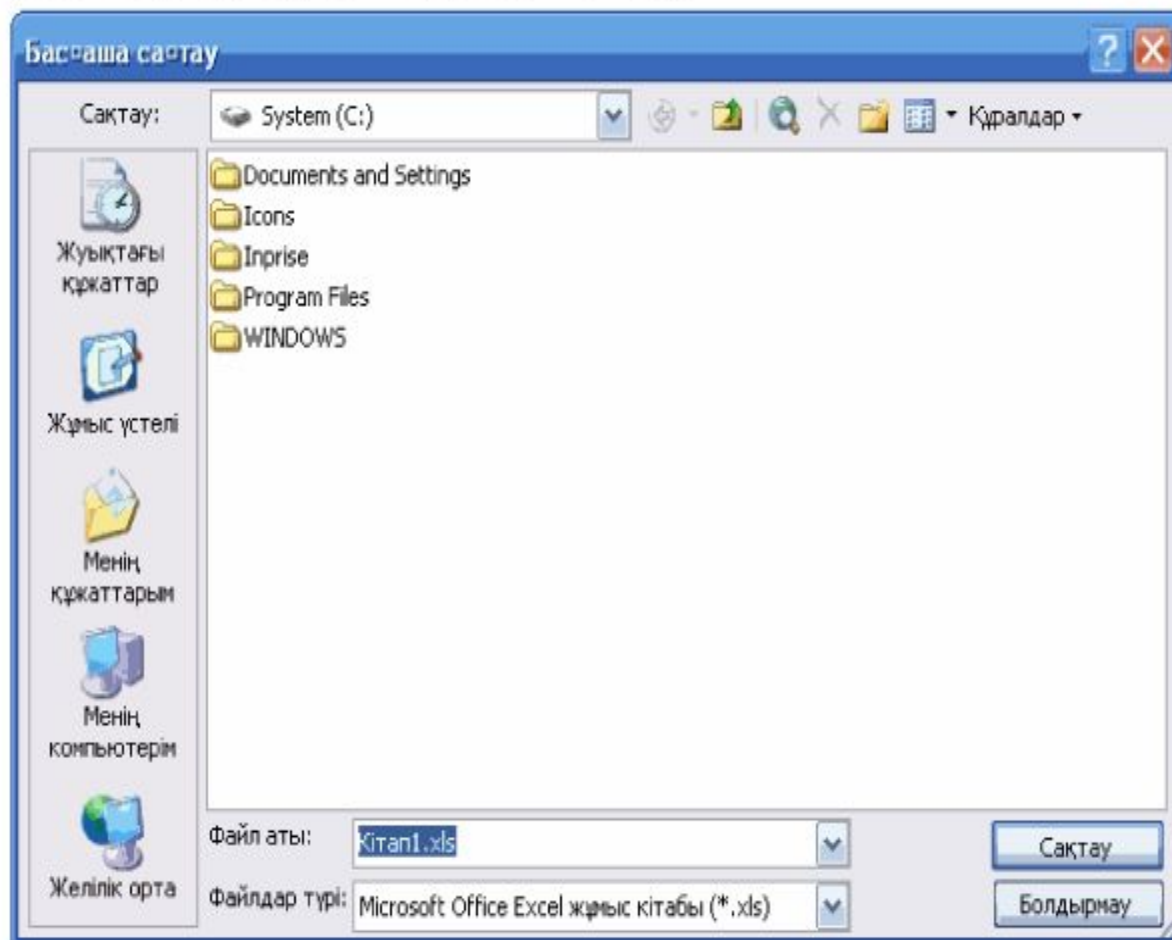 Бас¤аша са¤тау
Сақтау:
System (C:)
Құралдар
Documents and Settings
Icons
Inprise
Program Files
WINDOWS
Жуықтағы
құжаттар
Жұмыс үстелі
Менің
құжаттарым
Менің
компьютерім
Желілік орта
Файл аты:
Кітап1.xls
Сақтау
Файлдар түрі:
Microsoft Office Excel жұмыс кітабы (*.xls)
Болдырмау